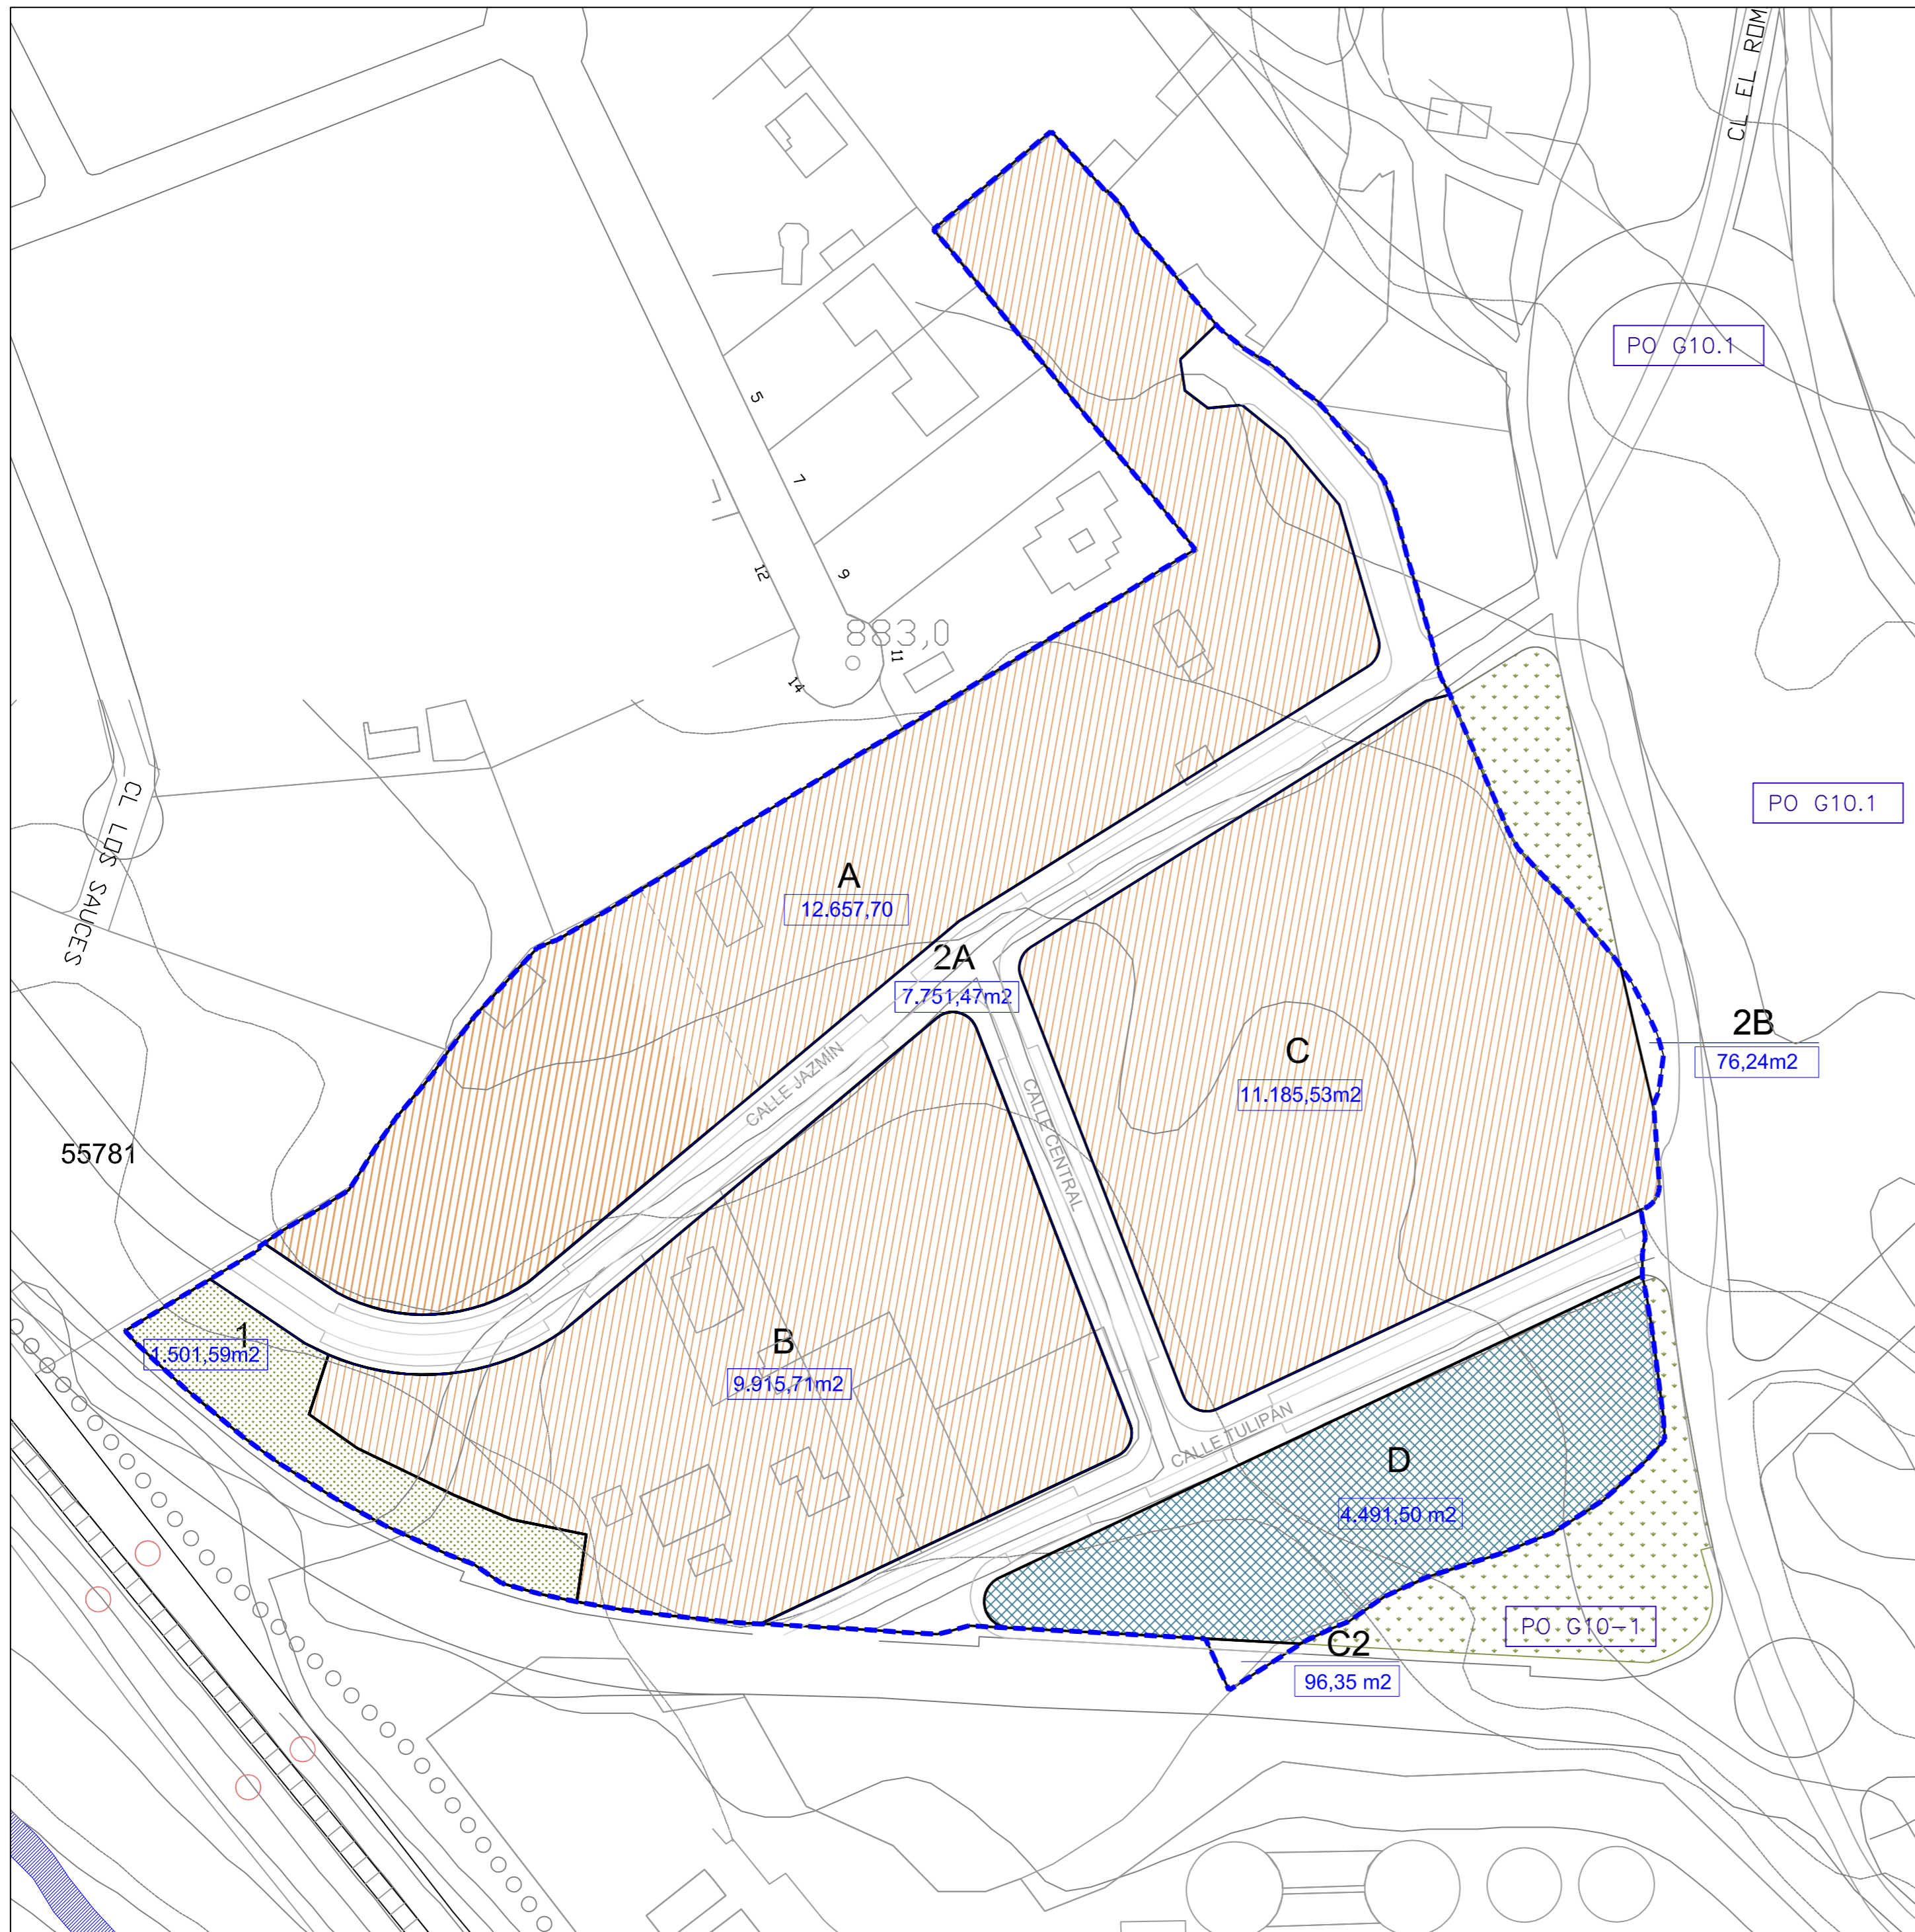 CL EL ROM
PO G10.1
5
7
12
9
883,0
11
14
PO G10.1
CL LOS SAUCES
A
12.657,70
2A
7.751,47m2
2B
76,24m2
C
11.185,53m2
CALLE JAZMÍN
CALLE CENTRAL
55781
1
1.501,59m2
B
9.915,71m2
CALLE TULIPÁN
D
4.491,50 m2
PO G10-1
C2
96,35 m2